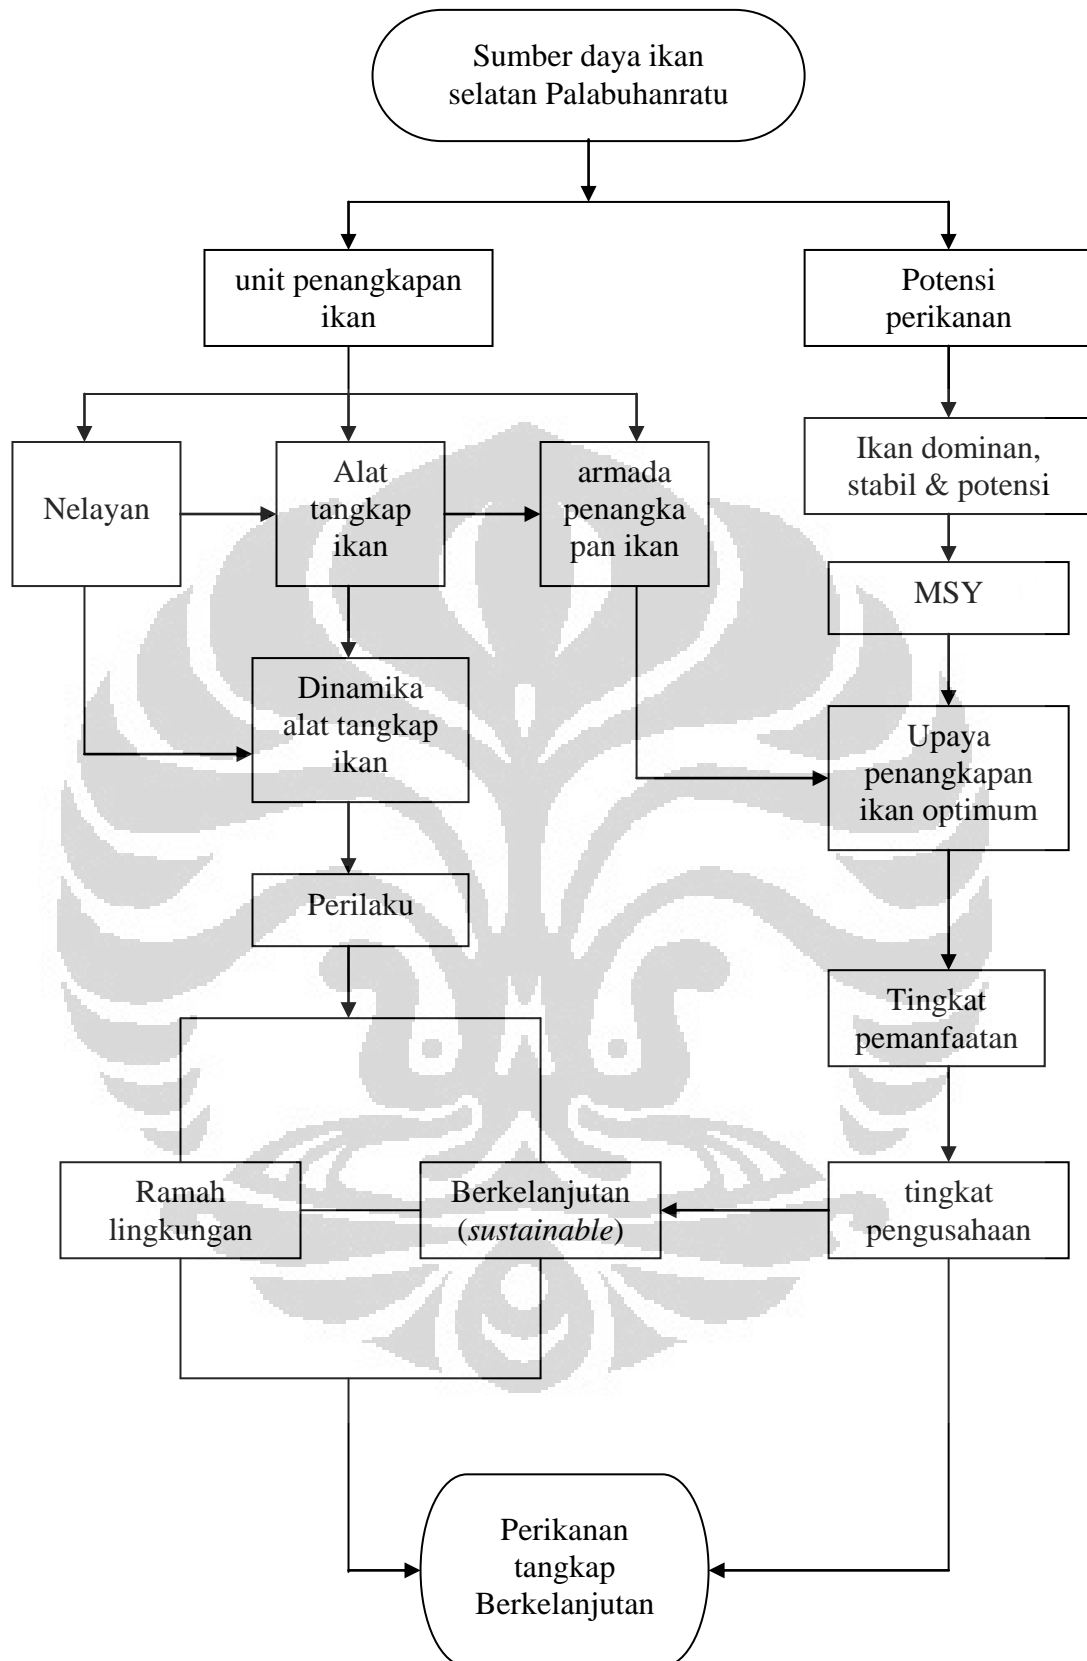 Sumber daya ikan
selatan Palabuhanratu
unit penangkapan
ikan
Potensi
perikanan
Nelayan
Alat
tangkap
ikan
armada
penangka
pan ikan
Ikan dominan,
stabil & potensi
MSY
Dinamika
alat tangkap
ikan
Upaya
penangkapan
ikan optimum
Perilaku
Tingkat
pemanfaatan
Ramah
lingkungan
Berkelanjutan
(sustainable)
tingkat
pengusahaan
Perikanan
tangkap
Berkelanjutan